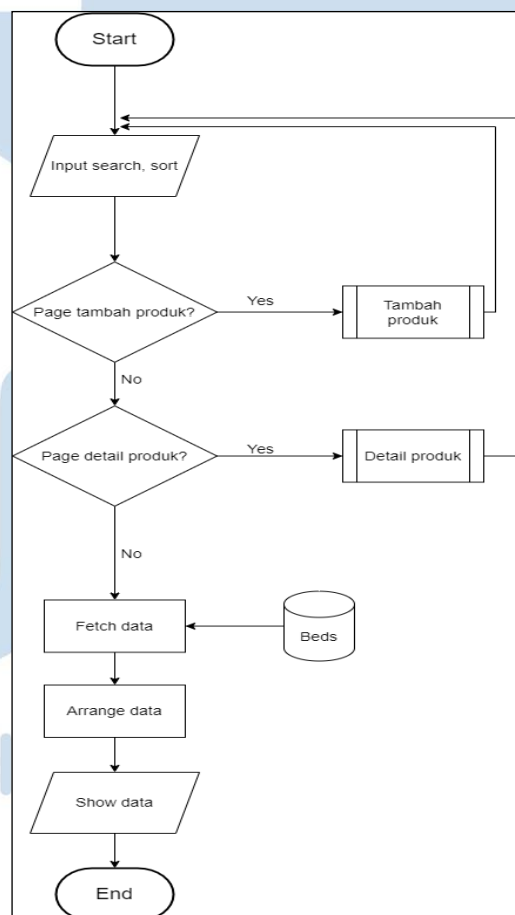 Start
Input search, sort
Page tambah produk?
Yes
Tambah
produk
No
Page detail produk?
Yes
Detail produk
No
Fetch data
Beds
Arrange data
Show data
End